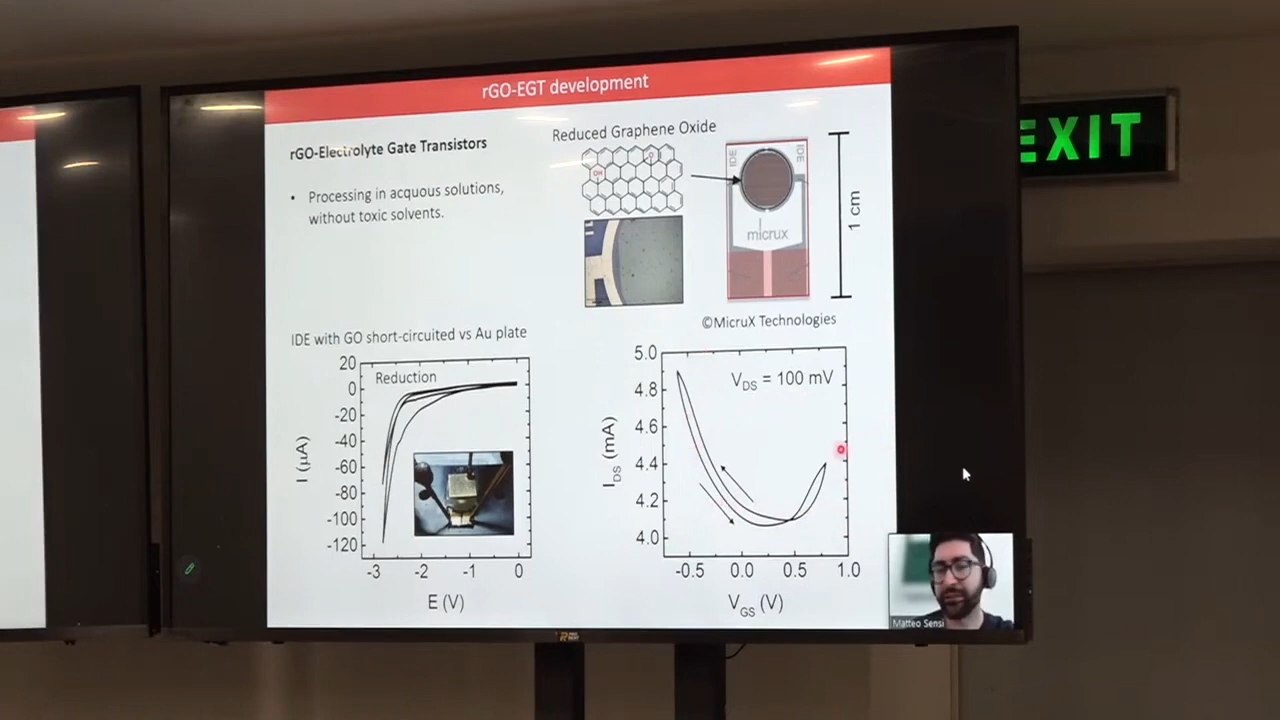 rGO-EGT development
rGO-Electrolyte Gate Transistors
• Processing in acquous solutions,
without toxic solvents.
Reduced Graphene Oxide
OH
O
IDE
IDE
micrux
1 cm
©MicruX Technologies
IDE with GO short-circuited vs Au plate
Reduction
20
0
-20
-40
-60
-80
-100
-120
I (µA)
-3 -2 -1 0
E (V)
V_DS = 100 mV
5.0
4.8
4.6
4.4
4.2
4.0
I_DS (mA)
-0.5 0.0 0.5 1.0
V_GS (V)
Matteo Sensi
EXIT